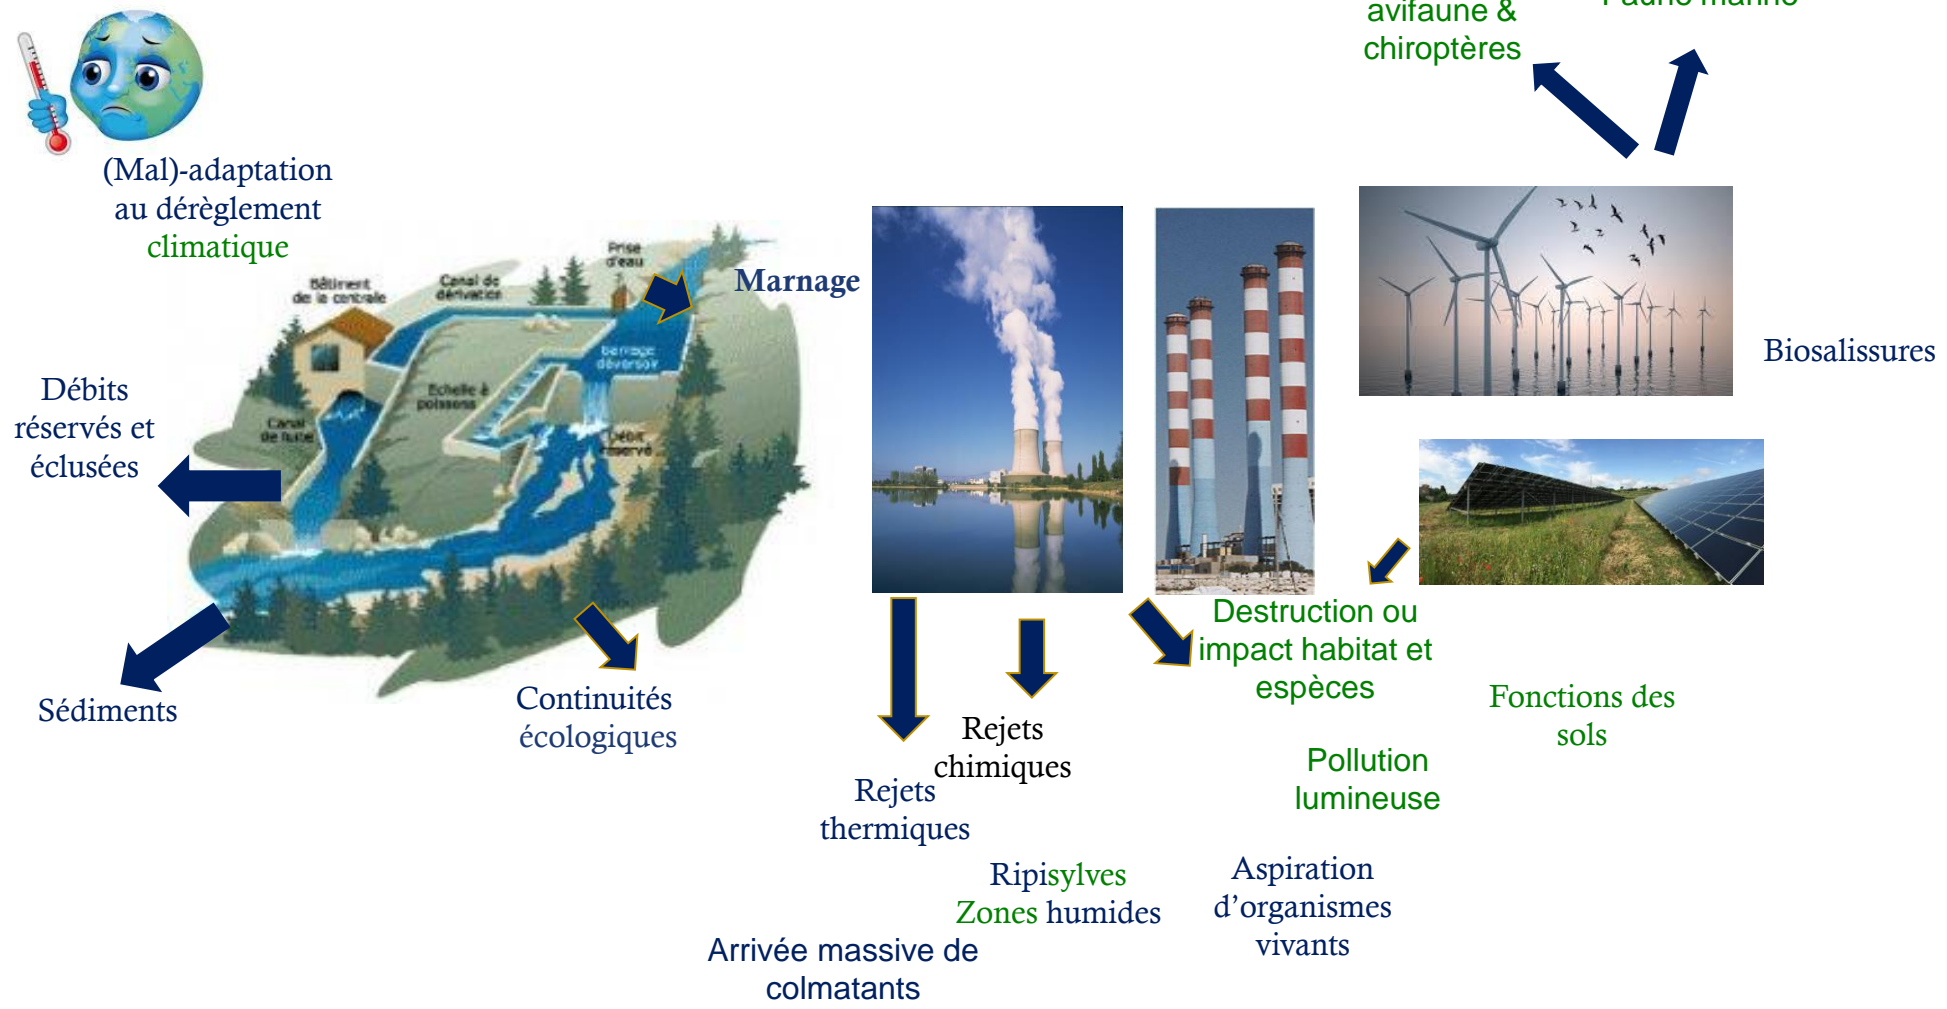 avifaune &
chiroptères
(Mal)-adaptation
au dérèglement
climatique
Prise
d'eau
Canal de
dérivation
Bâtiment
de la centrale
Marnage
barrage
déversoir
Echelle à
poissons
Canal
de fuite
Débit
réservé
Débits
réservés et
éclusées
Biosalissures
Sédiments
Continuités
écologiques
Destruction ou
impact habitat et
espèces
Fonctions des
sols
Rejets
chimiques
Rejets
thermiques
Pollution
lumineuse
Ripisylves
Zones humides
Aspiration
d’organismes
vivants
Arrivée massive de
colmatants